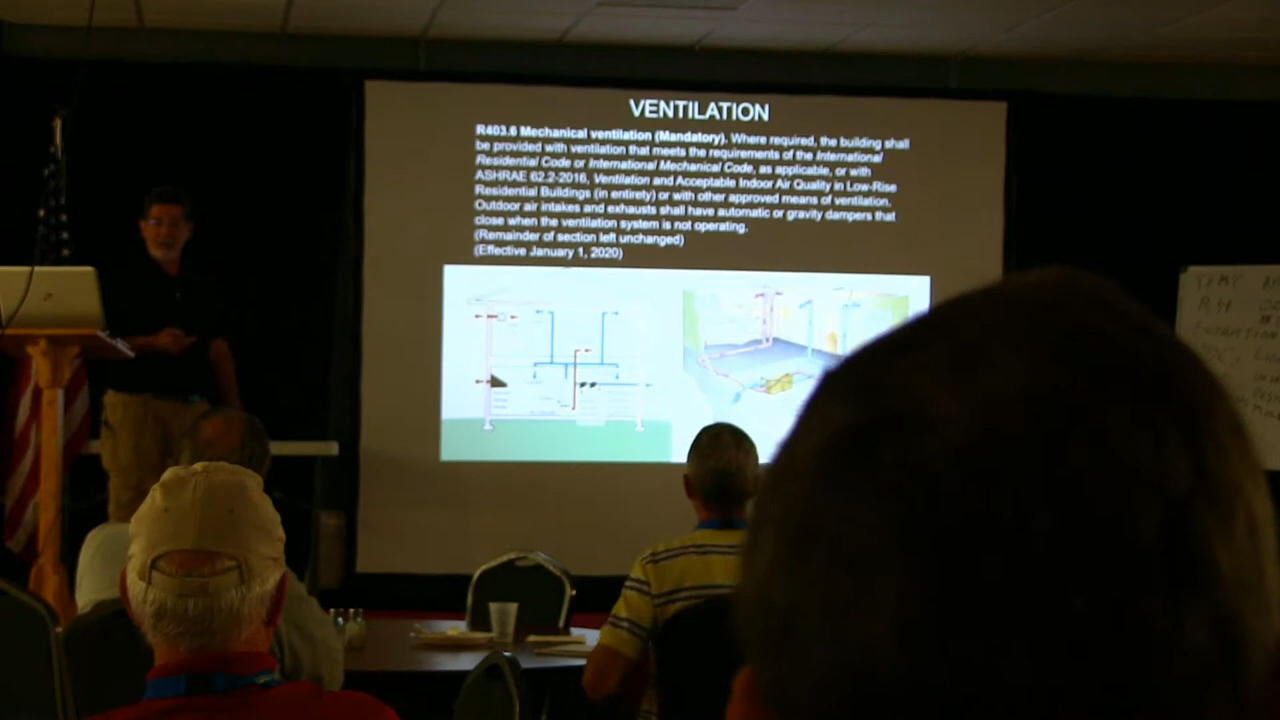 VENTILATION
R403.6 Mechanical ventilation (Mandatory). Where required, the building shall
be provided with ventilation that meets the requirements of the International
Residential Code or International Mechanical Code, as applicable, or with
ASHRAE 62.2-2016, Ventilation and Acceptable Indoor Air Quality in Low-Rise
Residential Buildings (in entirety) or with other approved means of ventilation.
Outdoor air intakes and exhausts shall have automatic or gravity dampers that
close when the ventilation system is not operating.
(Remainder of section left unchanged)
(Effective January 1, 2020)